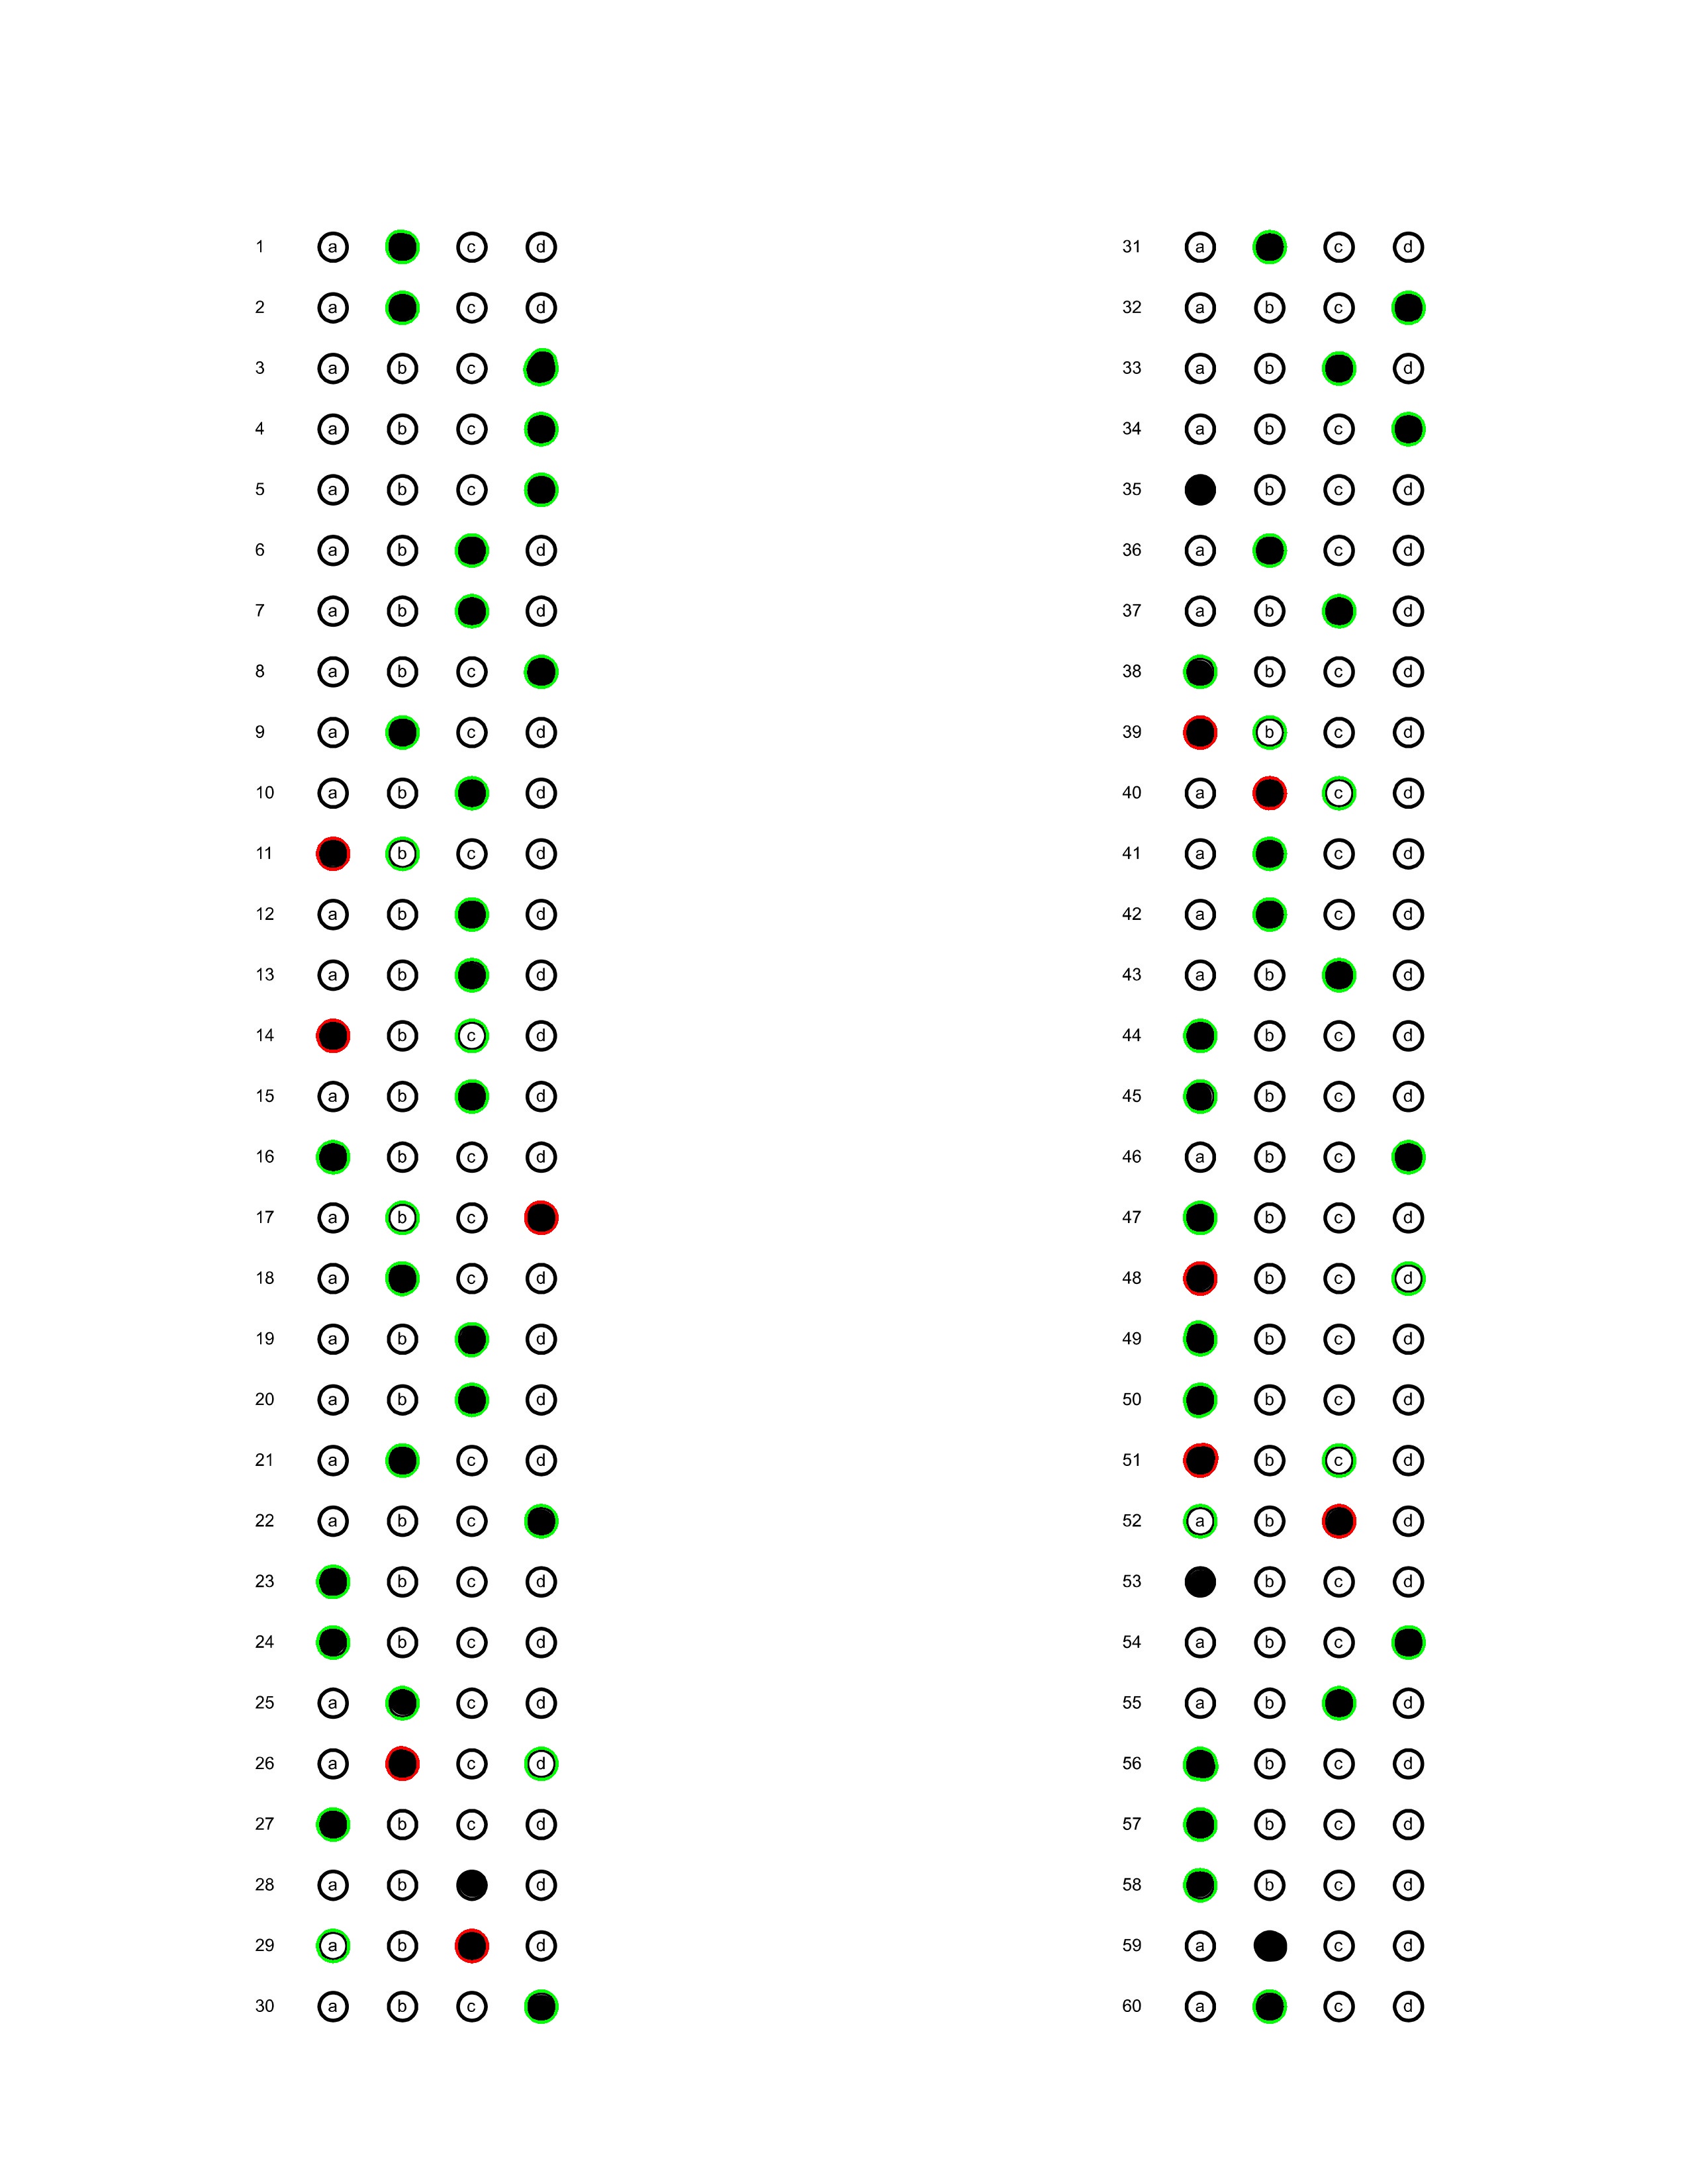 1 a c d
2 a c d
3 a b c
4 a b c
5 a b c
6 a b d
7 a b d
8 a b c
9 a c d
10 a b d
11 b c d
12 a b d
13 a b d
14 b c d
15 a b d
16 b c d
17 a b c
18 a c d
19 a b d
20 a b d
21 a c d
22 a b c
23 b c d
24 b c d
25 a c d
26 a c d
27 b c d
28 a b d
29 a b d
30 a b c
31 a c d
32 a b c
33 a b d
34 a b c
35 b c d
36 a c d
37 a b d
38 b c d
39 b c d
40 a c d
41 a c d
42 a c d
43 a b d
44 b c d
45 b c d
46 a b c
47 b c d
48 b c d
49 b c d
50 b c d
51 b c d
52 a b d
53 b c d
54 a b c
55 a b d
56 b c d
57 b c d
58 b c d
59 a c d
60 a c d